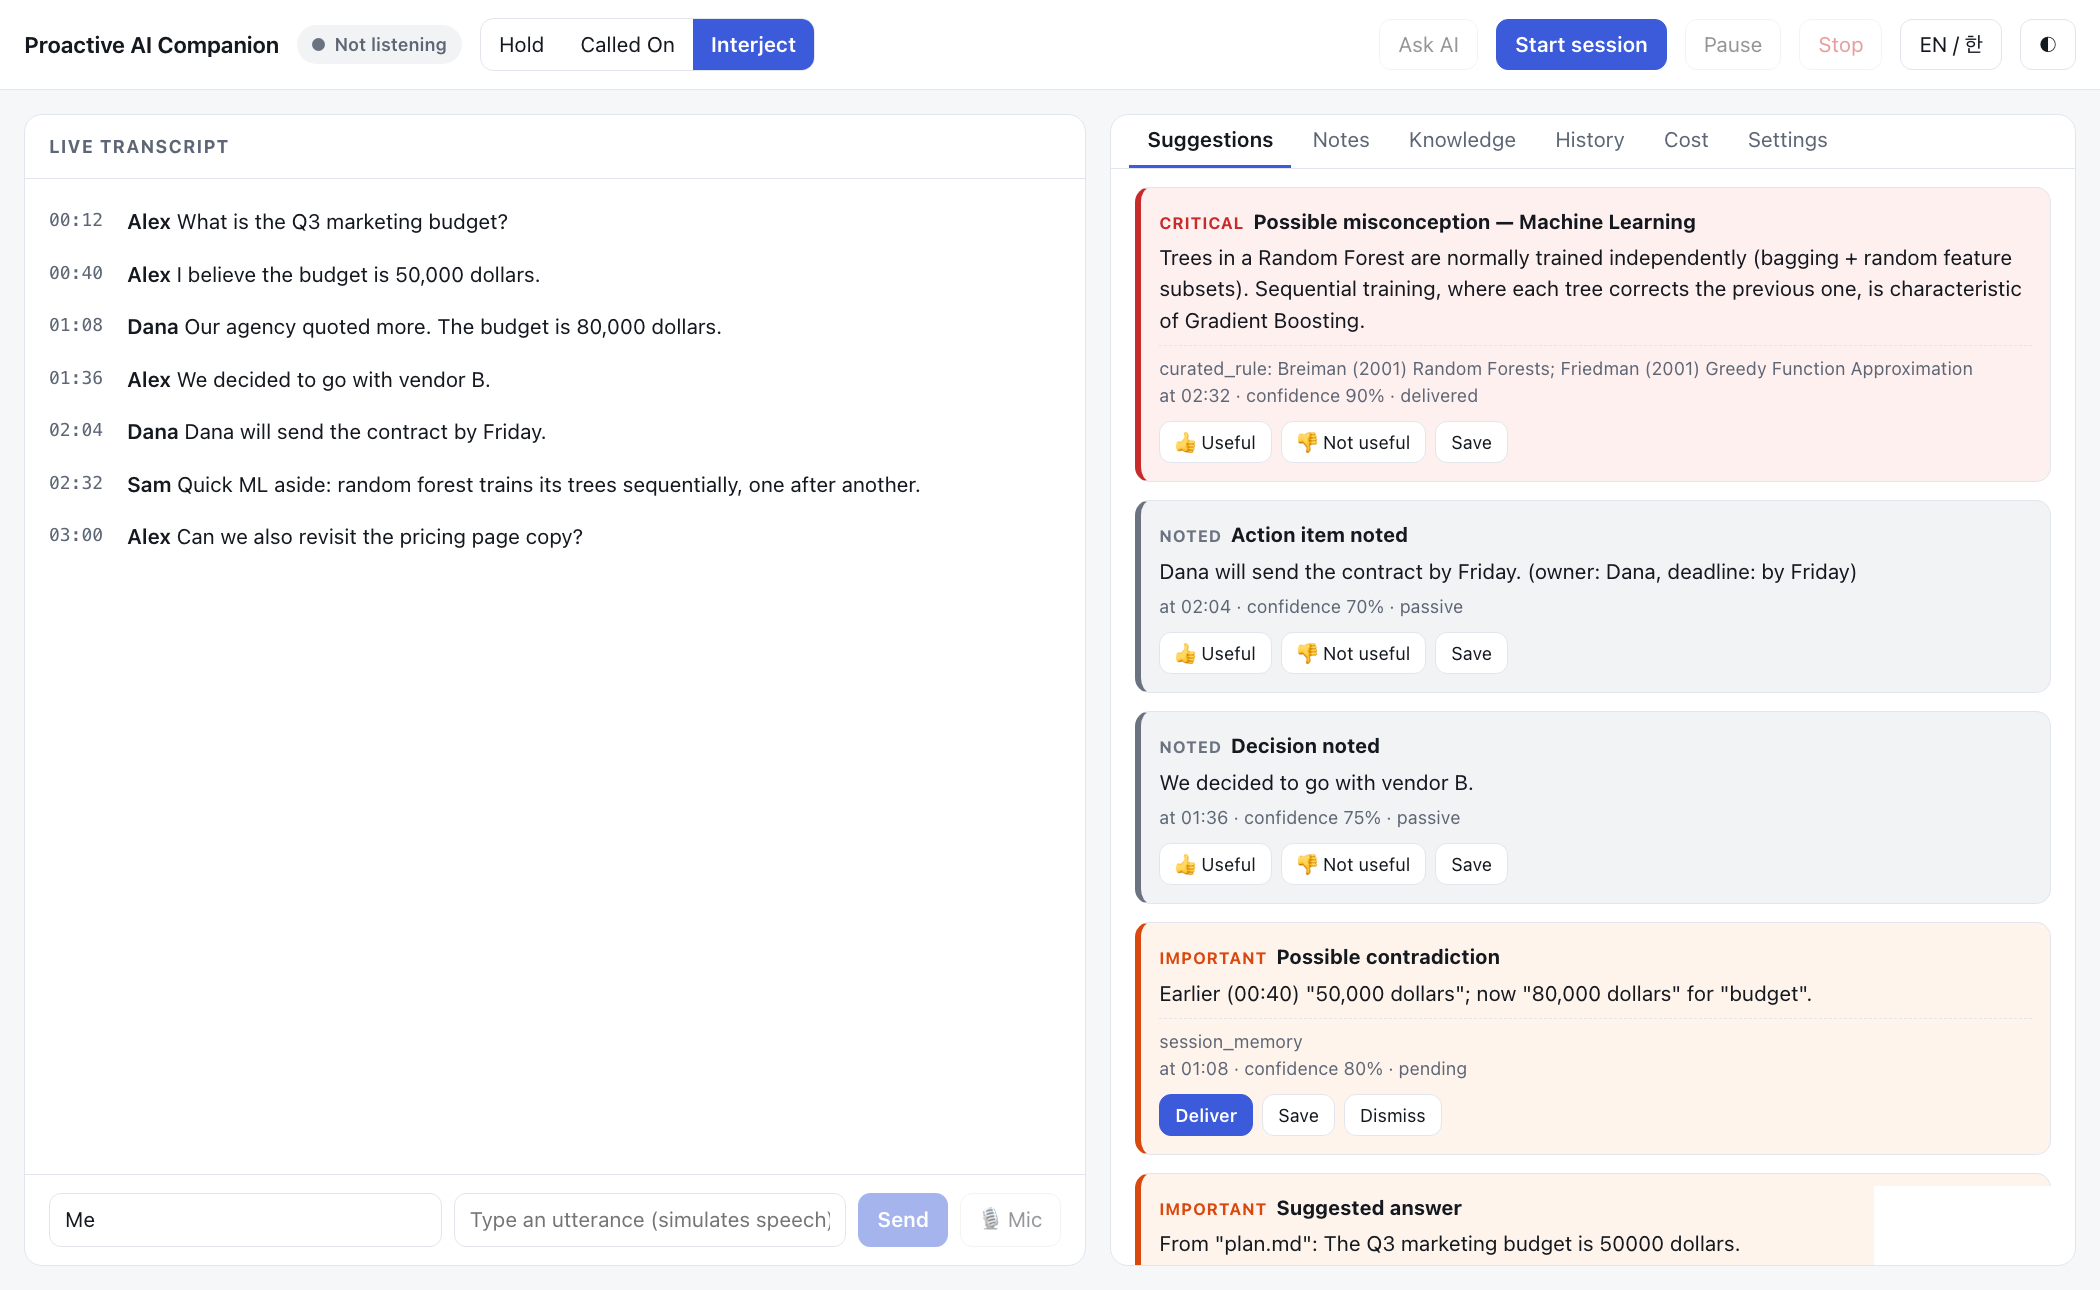 Proactive AI Companion
Not listening
Hold Called On Interject
Ask AI Start session Pause Stop EN / 한
LIVE TRANSCRIPT
00:12 Alex What is the Q3 marketing budget?
00:40 Alex I believe the budget is 50,000 dollars.
01:08 Dana Our agency quoted more. The budget is 80,000 dollars.
01:36 Alex We decided to go with vendor B.
02:04 Dana Dana will send the contract by Friday.
02:32 Sam Quick ML aside: random forest trains its trees sequentially, one after another.
03:00 Alex Can we also revisit the pricing page copy?
Me
Type an utterance (simulates speech)
Send
Mic
Suggestions Notes Knowledge History Cost Settings
CRITICAL Possible misconception — Machine Learning
Trees in a Random Forest are normally trained independently (bagging + random feature
subsets). Sequential training, where each tree corrects the previous one, is characteristic
of Gradient Boosting.
curated_rule: Breiman (2001) Random Forests; Friedman (2001) Greedy Function Approximation
at 02:32 · confidence 90% · delivered
👍 Useful 👎 Not useful Save
NOTED Action item noted
Dana will send the contract by Friday. (owner: Dana, deadline: by Friday)
at 02:04 · confidence 70% · passive
👍 Useful 👎 Not useful Save
NOTED Decision noted
We decided to go with vendor B.
at 01:36 · confidence 75% · passive
👍 Useful 👎 Not useful Save
IMPORTANT Possible contradiction
Earlier (00:40) "50,000 dollars"; now "80,000 dollars" for "budget".
session_memory
at 01:08 · confidence 80% · pending
Deliver Save Dismiss
IMPORTANT Suggested answer
From "plan.md": The Q3 marketing budget is 50000 dollars.